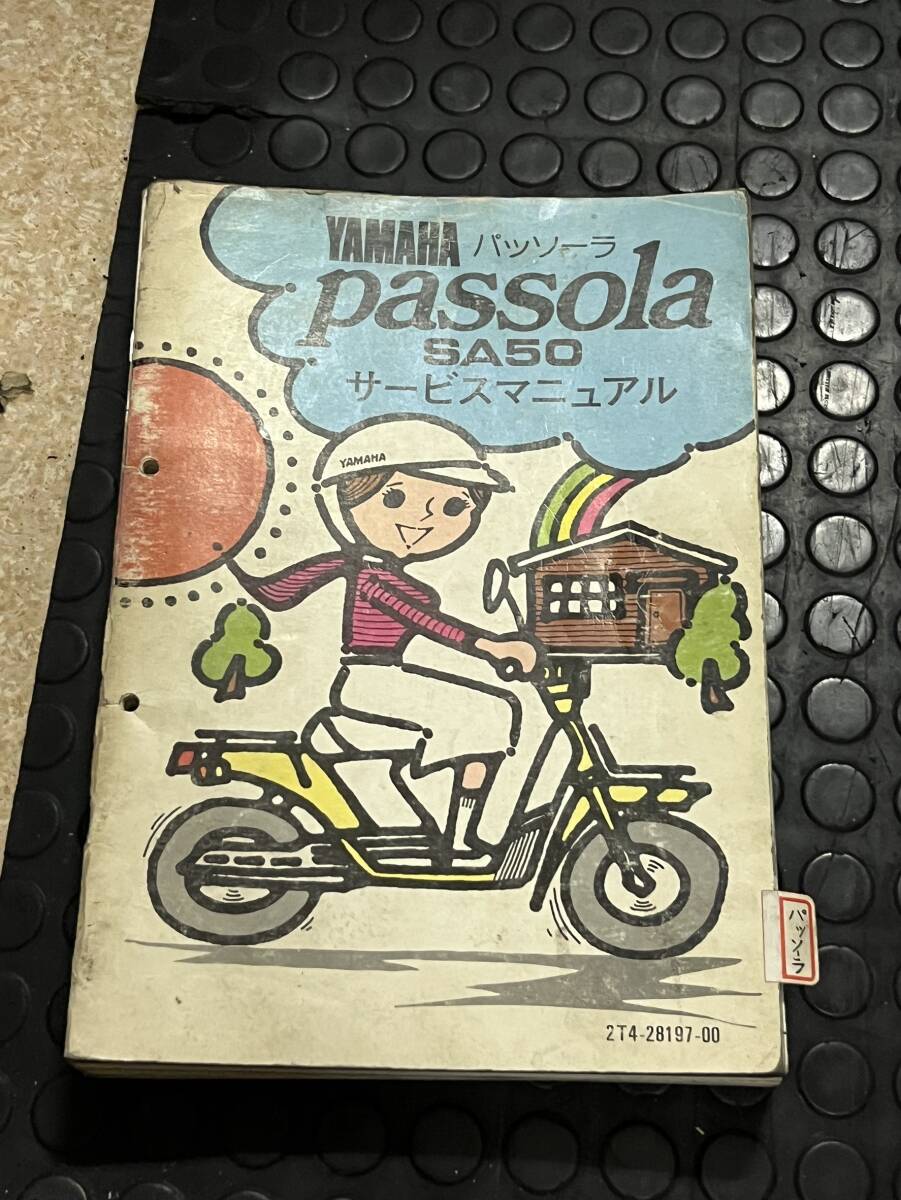 YAMAHA パッソーラ
passola
SA50
サービスマニュアル
YAMAHA
パッソーラ
2T4-28197-00